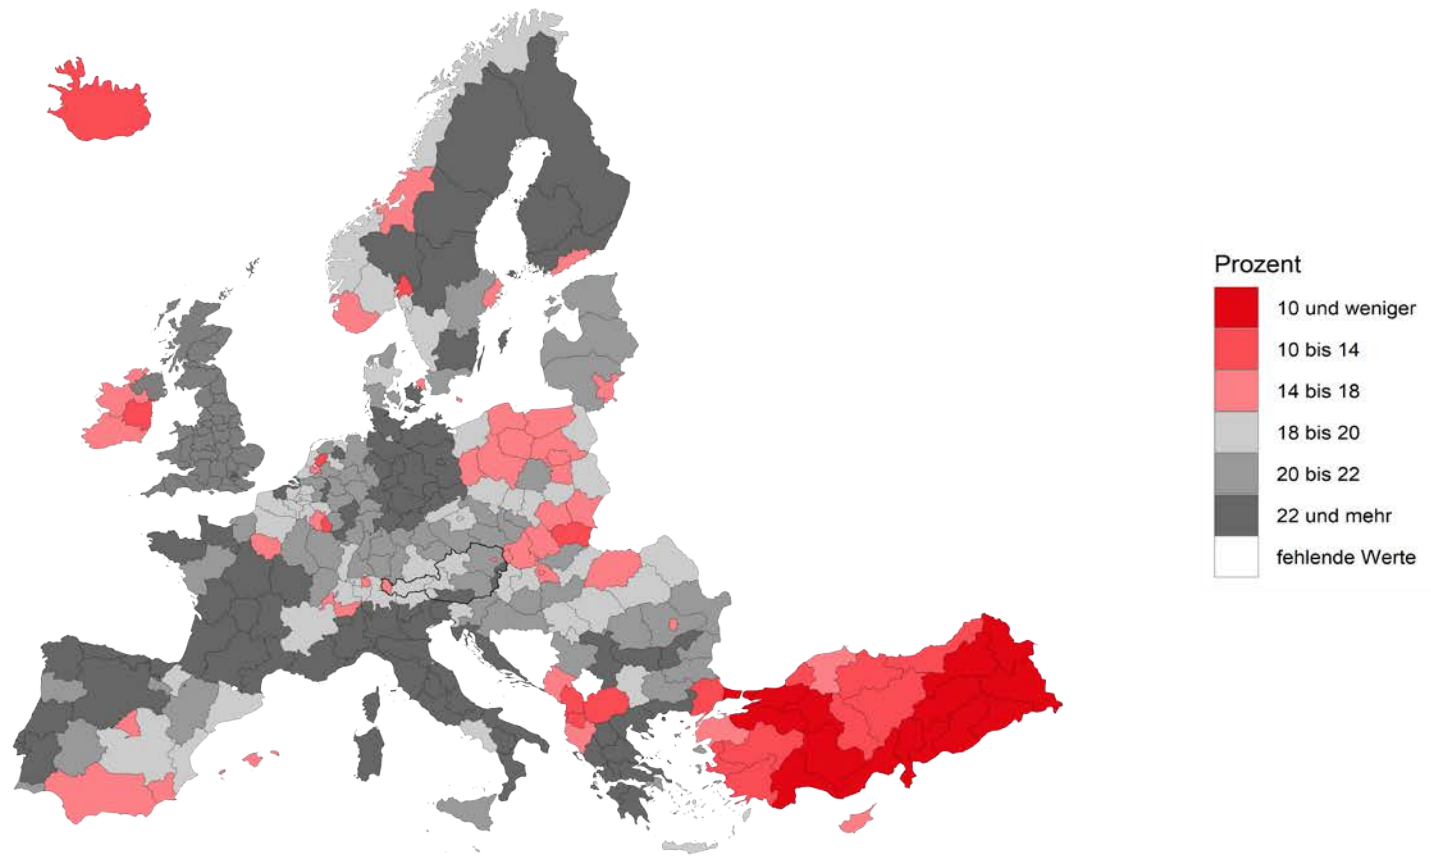 Prozent
10 und weniger
10 bis 14
14 bis 18
18 bis 20
20 bis 22
22 und mehr
fehlende Werte